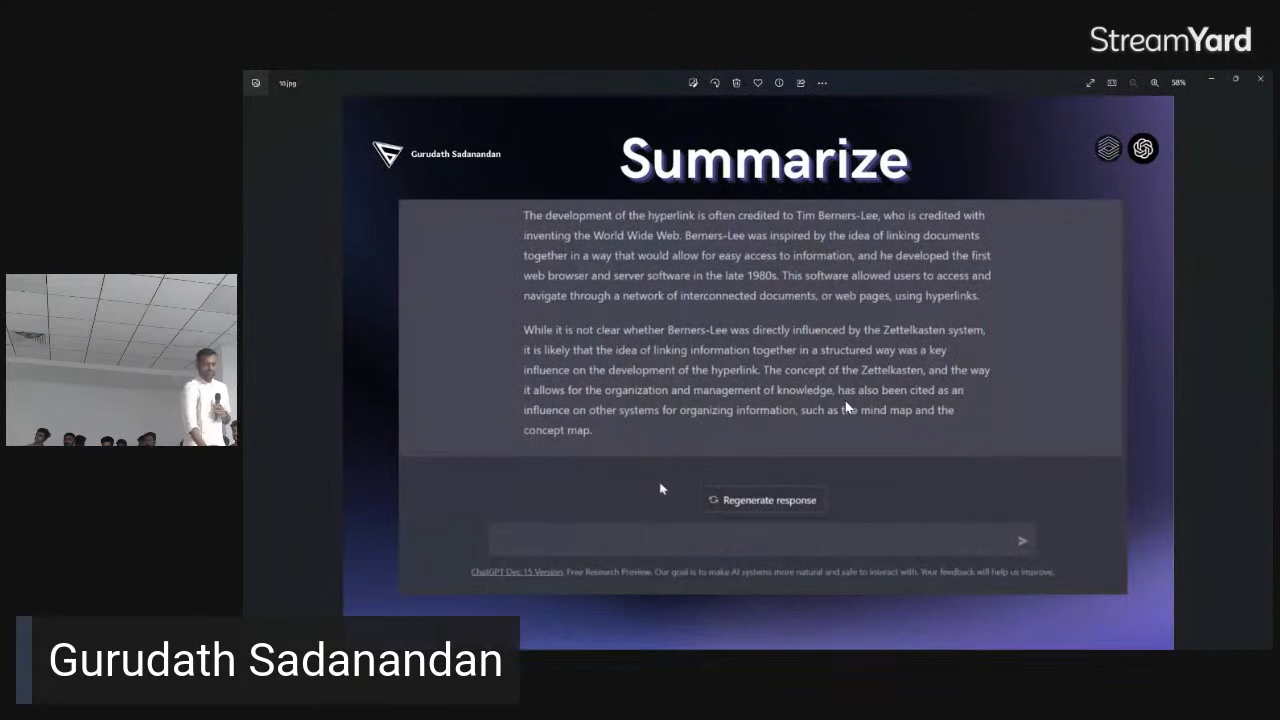 StreamYard
10.jpg
58%
Gurudath Sadanandan
Summarize
The development of the hyperlink is often credited to Tim Berners-Lee, who is credited with
inventing the World Wide Web. Berners-Lee was inspired by the idea of linking documents
together in a way that would allow for easy access to information, and he developed the first
web browser and server software in the late 1980s. This software allowed users to access and
navigate through a network of interconnected documents, or web pages, using hyperlinks.
While it is not clear whether Berners-Lee was directly influenced by the Zettelkasten system,
it is likely that the idea of linking information together in a structured way was a key
influence on the development of the hyperlink. The concept of the Zettelkasten, and the way
it allows for the organization and management of knowledge, has also been cited as an
influence on other systems for organizing information, such as the mind map and the
concept map.
Regenerate response
ChatGPT Dec 15 Version. Free Research Preview. Our goal is to make AI systems more natural and safe to interact with. Your feedback will help us improve.
Gurudath Sadanandan